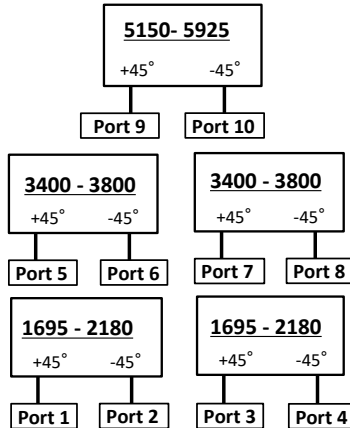 5150- 5925
+45° -45°
Port 9 Port 10
3400 - 3800 3400 - 3800
+45° -45° +45° -45°
Port 5 Port 6 Port 7 Port 8
1695 - 2180 1695 - 2180
+45° -45° +45° -45°
Port 1 Port 2 Port 3 Port 4